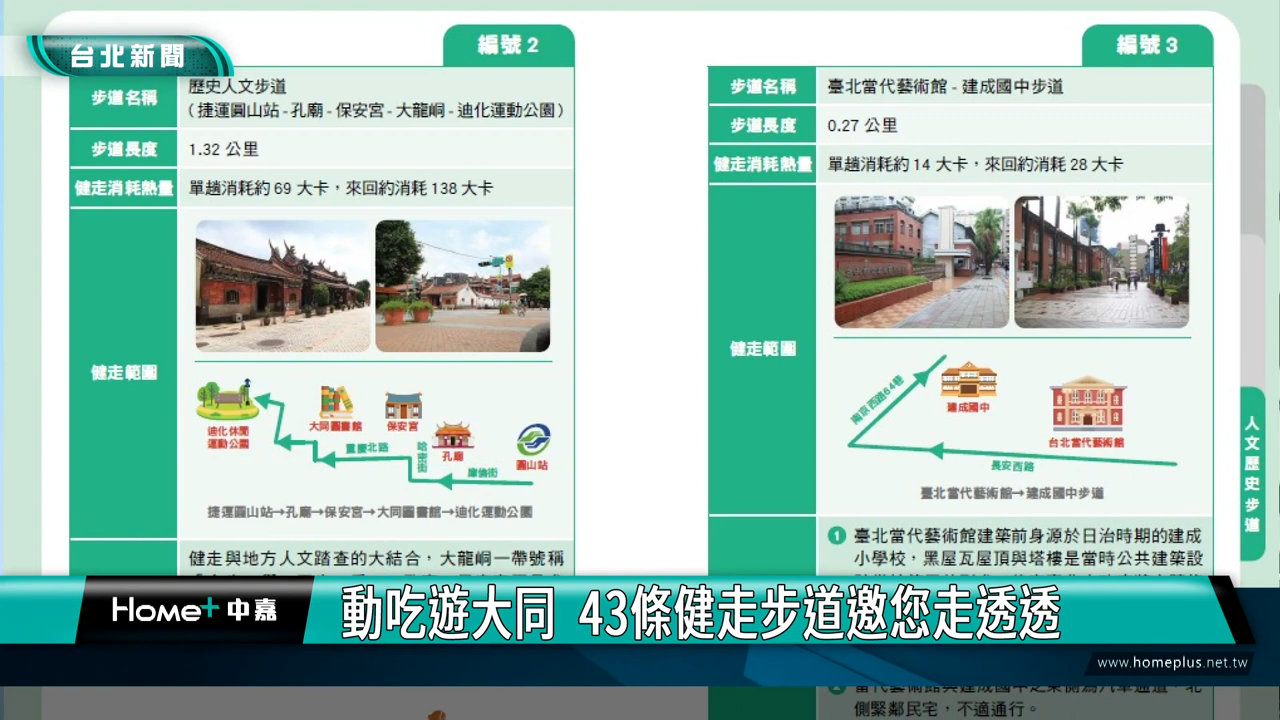 台北新聞
編號 2
步道名稱
歷史人文步道
（捷運圓山站 - 孔廟 - 保安宮 - 大龍峒 - 迪化運動公園）
步道長度
1.32 公里
健走消耗熱量
單趟消耗約 69 大卡，來回約消耗 138 大卡
健走範圍
迪化休閒
運動公園
大同圖書館
保安宮
孔廟
圓山站
重慶北路
哈密街
庫倫街
捷運圓山站→孔廟→保安宮→大同圖書館→迪化運動公園
健走與地方人文踏查的大結合，大龍峒一帶號稱
編號 3
步道名稱
臺北當代藝術館 - 建成國中步道
步道長度
0.27 公里
健走消耗熱量
單趟消耗約 14 大卡，來回約消耗 28 大卡
健走範圍
南京西路64巷
建成國中
台北當代藝術館
長安西路
臺北當代藝術館→建成國中步道
1 臺北當代藝術館建築前身源於日治時期的建成
小學校，黑屋瓦屋頂與塔樓是當時公共建築設
側緊鄰民宅，不適通行。
人文歷史步道
Home+ 中嘉
動吃遊大同 43條健走步道邀您走透透
www.homeplus.net.tw